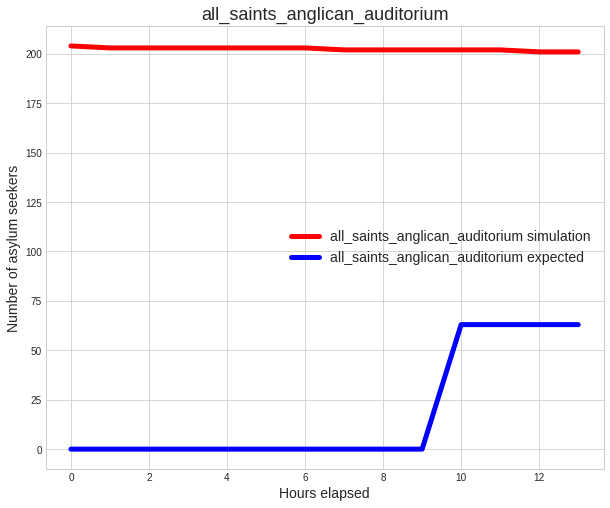 all_saints_anglican_auditorium
200
175
150
125
100
75
50
25
0
Number of asylum seekers
all_saints_anglican_auditorium simulation
all_saints_anglican_auditorium expected
0 2 4 6 8 10 12
Hours elapsed